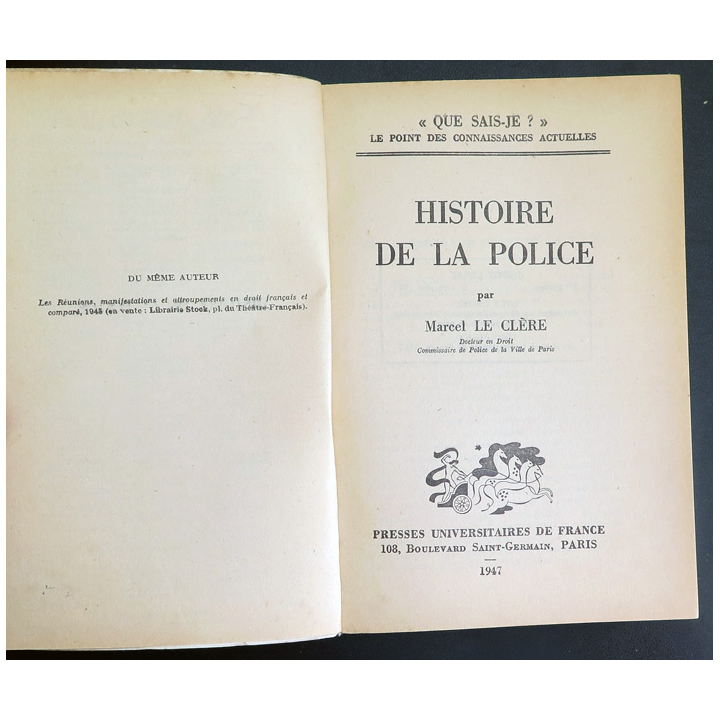 DU MÊME AUTEUR
Les Réunions, manifestations et attroupements en droit français et
comparé, 1945 (en vente : Librairie Stock, pl. du Théâtre-Français).
« QUE SAIS-JE ? »
LE POINT DES CONNAISSANCES ACTUELLES
HISTOIRE
DE LA POLICE
par
Marcel LE CLÈRE
Docteur en Droit
Commissaire de Police de la Ville de Paris
PRESSES UNIVERSITAIRES DE FRANCE
108, BOULEVARD SAINT-GERMAIN, PARIS
—
1947